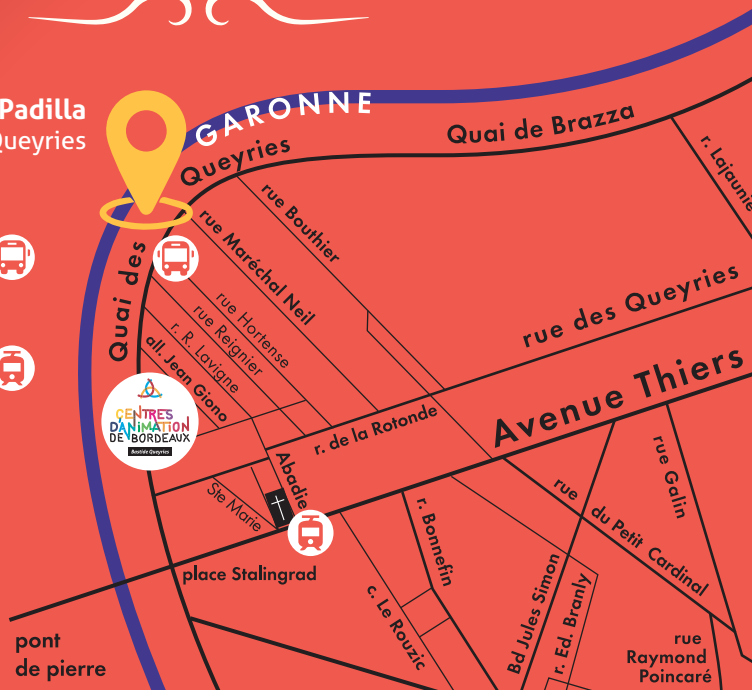 Padilla
Queyries
GARONNE
Quai des
Queyries
Quai de Brazza
r. Lajaunie
rue Bouthier
rue Maréchal Neil
rue Hortense
rue Reignier
r. R. Lavigne
all. Jean Giono
rue des Queyries
Avenue Thiers
CENTRES
D'ANIMATION
DE BORDEAUX
Bastide Queyries
r. de la Rotonde
Abadie
Ste Marie
rue Galin
rue du Petit Cardinal
r. Bonnefin
place Stalingrad
c. Le Rouzic
Bd Jules Simon
r. Ed. Branly
pont
de pierre
rue
Raymond
Poincaré